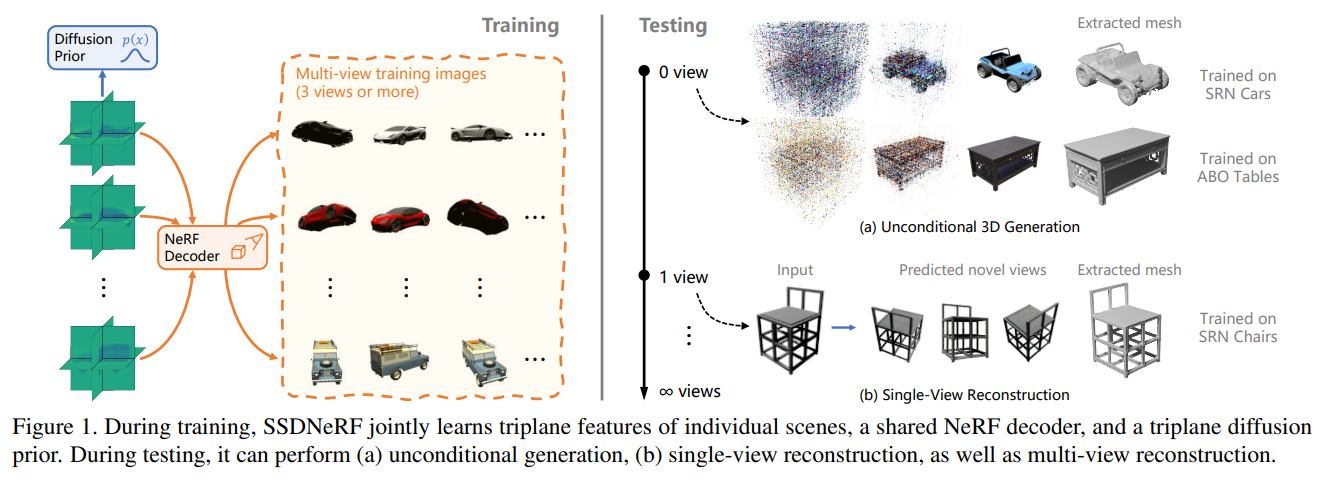 Training
Diffusion p(x)
Prior
Multi-view training images
(3 views or more)
...
...
NeRF
Decoder
⋮
⋮ ⋮ ⋮
...
Testing
0 view
Extracted mesh
Trained on
SRN Cars
Trained on
ABO Tables
(a) Unconditional 3D Generation
1 view
Input
Predicted novel views
Extracted mesh
Trained on
SRN Chairs
⋮
∞ views
(b) Single-View Reconstruction
Figure 1. During training, SSDNeRF jointly learns triplane features of individual scenes, a shared NeRF decoder, and a triplane diffusion
prior. During testing, it can perform (a) unconditional generation, (b) single-view reconstruction, as well as multi-view reconstruction.